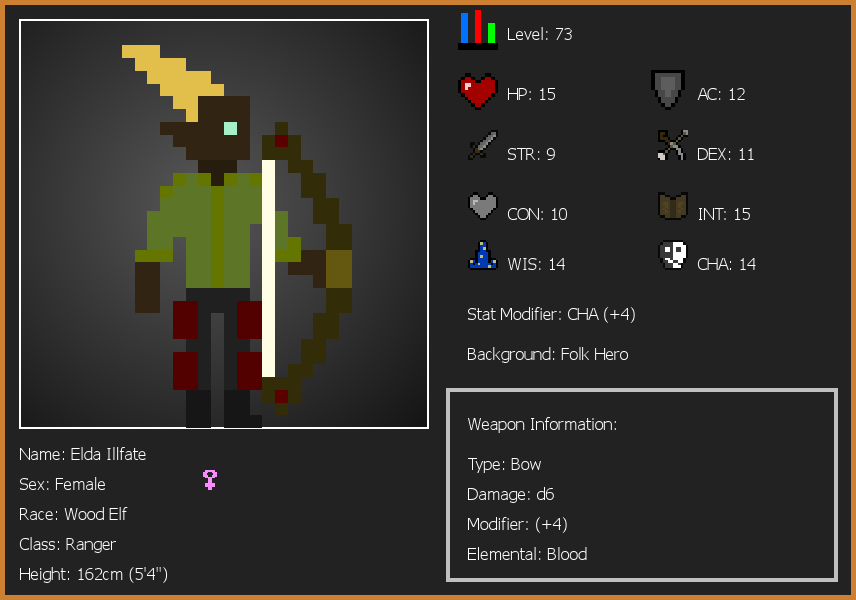 Level: 73
HP: 15
AC: 12
STR: 9
DEX: 11
CON: 10
INT: 15
WIS: 14
CHA: 14
Stat Modifier: CHA (+4)
Background: Folk Hero
Weapon Information:
Type: Bow
Damage: d6
Modifier: (+4)
Elemental: Blood
Name: Elda Illfate
Sex: Female
Race: Wood Elf
Class: Ranger
Height: 162cm (5'4")